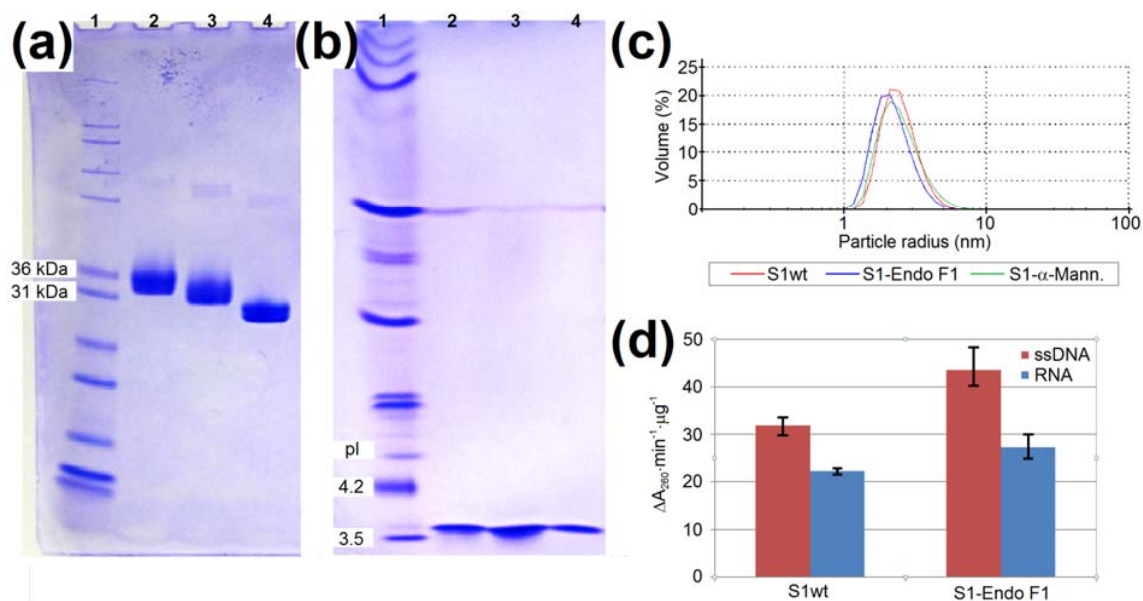 (a)
1 2 3 4
36 kDa
31 kDa
(b)
1 2 3 4
pI
4.2
3.5
(c)
25
20
15
10
5
0
Volume (%)
1 10 100
Particle radius (nm)
S1wt S1-Endo F1 S1-α-Mann.
(d)
50
40
30
20
10
0
ΔA₂₆₀·min⁻¹·µg⁻¹
ssDNA
RNA
S1wt S1-Endo F1